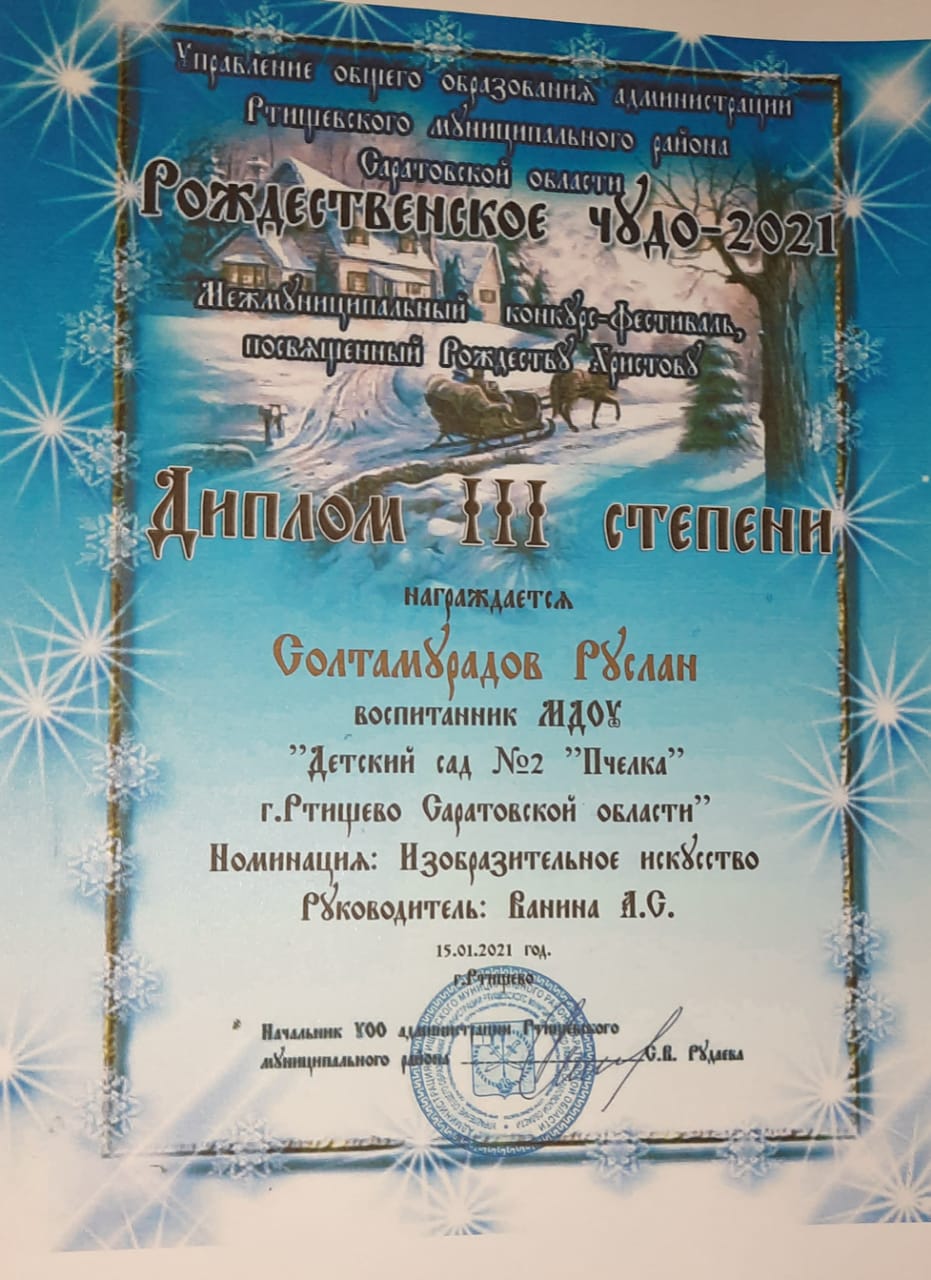 Управление общего образования администрации
Ртищевского муниципального района
Саратовской области
Рождественское чудо-2021
Межмуниципальный конкурс-фестиваль,
посвященный Рождеству Христову
Диплом III степени
награждается
Солтамурадов Руслан
воспитанник МДОУ
"Детский сад №2 "Пчелка"
г.Ртищево Саратовской области"
Номинация: Изобразительное искусство
Руководитель: Ванина А.С.
15.01.2021 год.
г.Ртищево
Начальник УОО администрации Ртищевского
муниципального района С.В. Рудаева